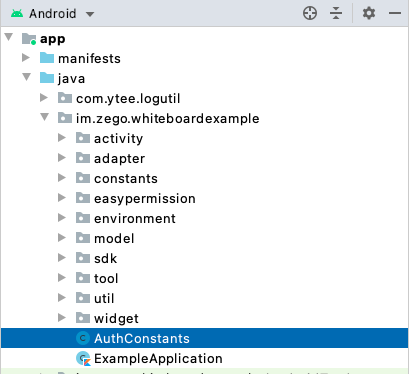 Android
app
manifests
java
com.ytee.logutil
im.zego.whiteboardexample
activity
adapter
constants
easypermission
environment
model
sdk
tool
util
widget
AuthConstants
ExampleApplication